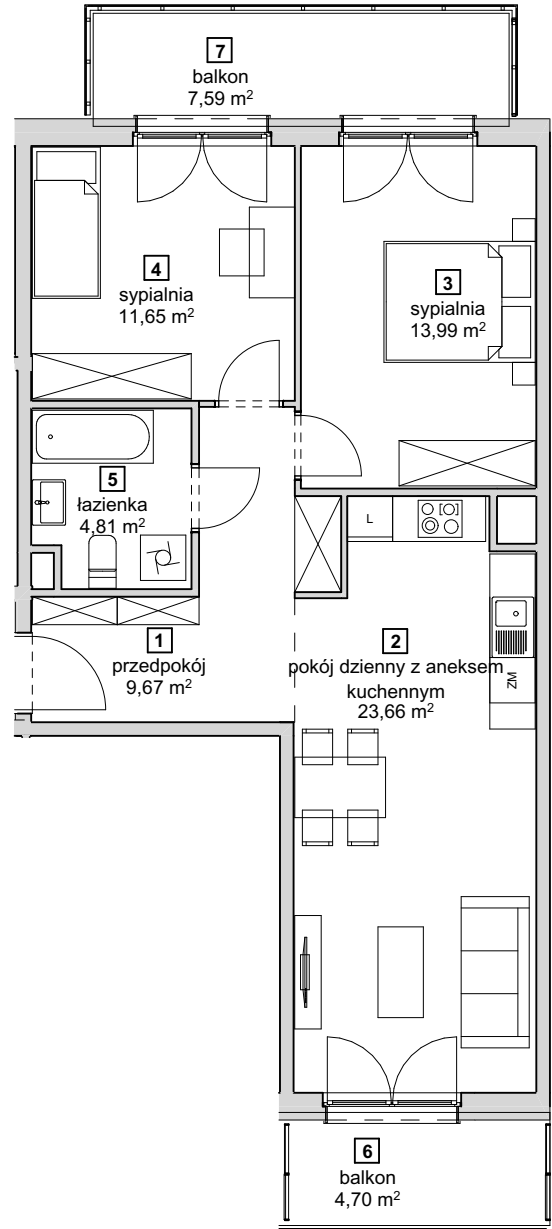 7
balkon
7,59 m²
4
sypialnia
11,65 m²
3
sypialnia
13,99 m²
5
łazienka
4,81 m²
L
1
przedpokój
9,67 m²
2
pokój dzienny z aneksem
kuchennym
23,66 m²
ZM
6
balkon
4,70 m²